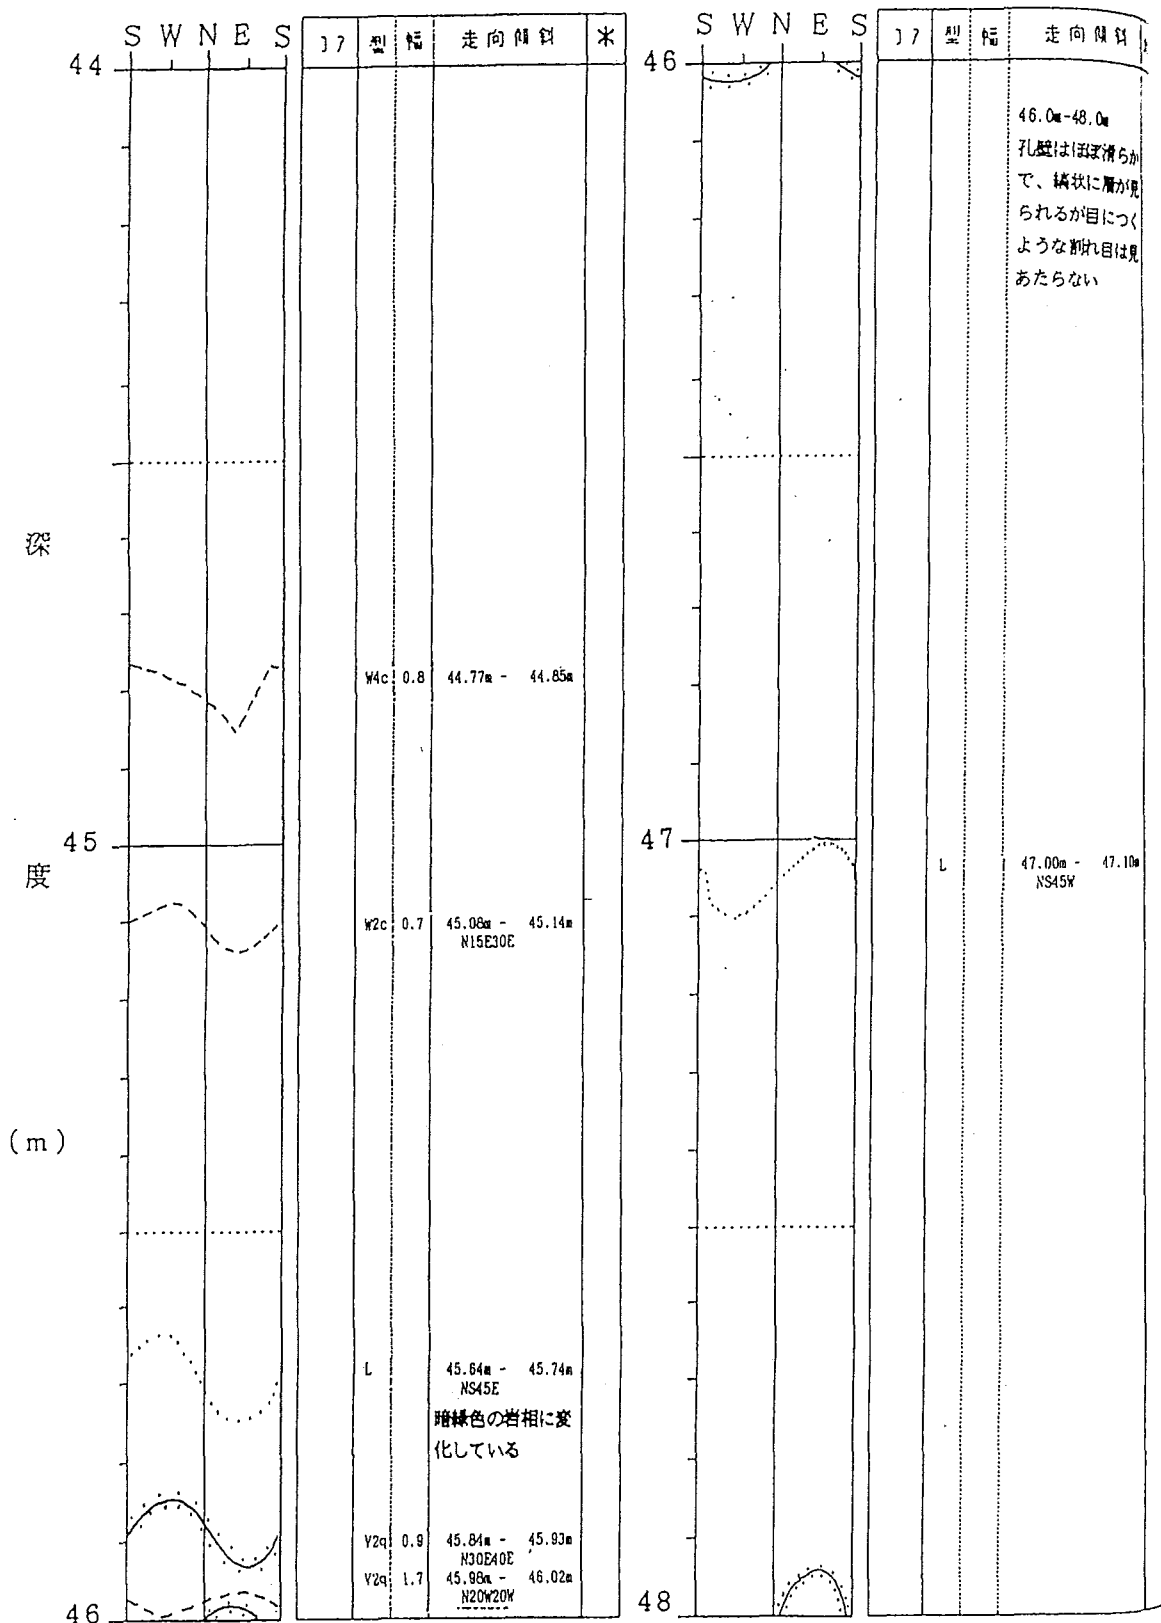 S W N E S
コア 型 幅 走向傾斜 水
44
W4c 0.8 44.77m - 44.85m
深
45
度
W2c 0.7 45.08m - 45.14m
N15E30E
(m)
L 45.64m - 45.74m
NS45E
暗緑色の岩相に変
化している
V2q 0.9 45.84m - 45.93m
N30E40E
V2q 1.7 45.98m - 46.02m
N20W20W
46
S W N E S
コア 型 幅 走向傾斜
46
46.0m-48.0m
孔壁はほぼ滑らか
で、縞状に層が見
られるが目につく
ような割れ目は見
あたらない
47
L 47.00m - 47.10m
NS45W
48